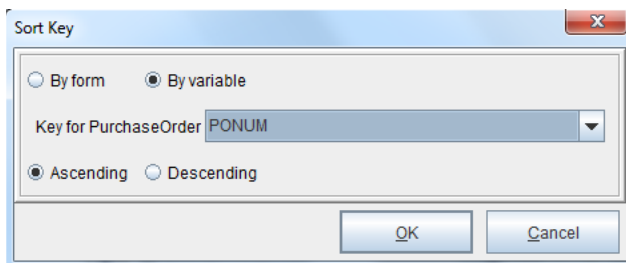 Sort Key
By form By variable
Key for PurchaseOrder PONUM
Ascending Descending
OK Cancel